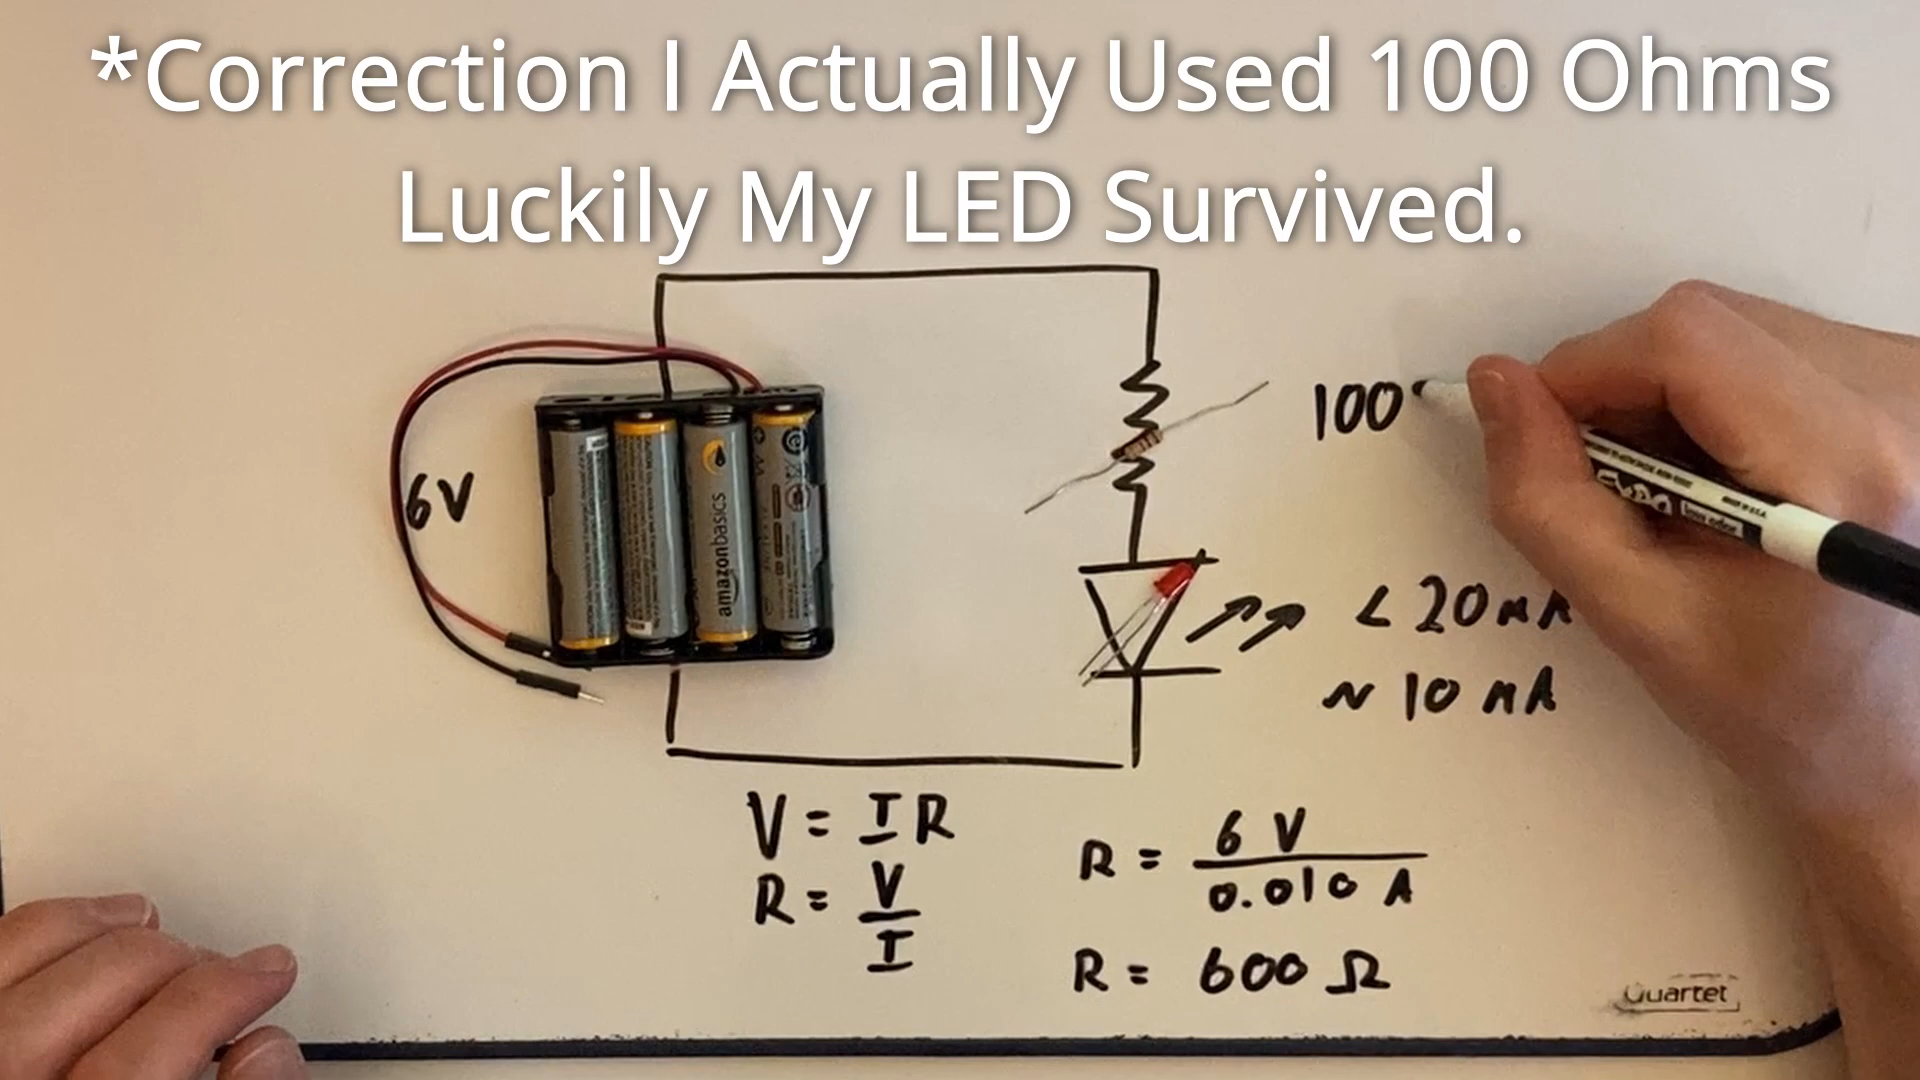 *Correction I Actually Used 100 Ohms
Luckily My LED Survived.
100
6V
amazonbasics
< 20mA
~ 10 mA
V = IR
R = V/I
R = 6 V / 0.010 A
R = 600 Ω
EXPO
Quartet